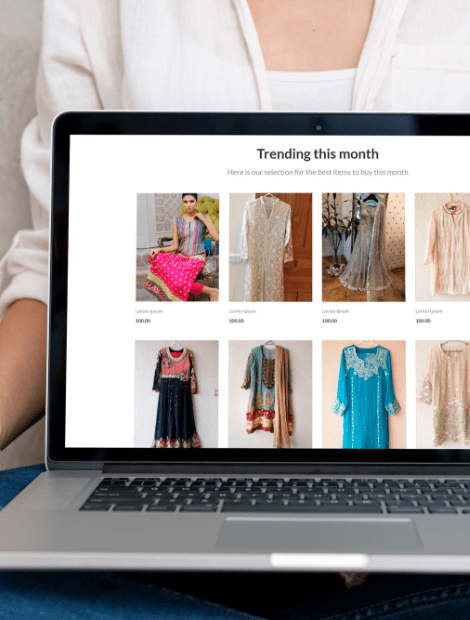 Trending this month
Here is our selection for the best items to buy this month
Lorem Ipsum
100.00
Lorem Ipsum
100.00
Lorem Ipsum
100.00
Lorem Ipsum
100.00